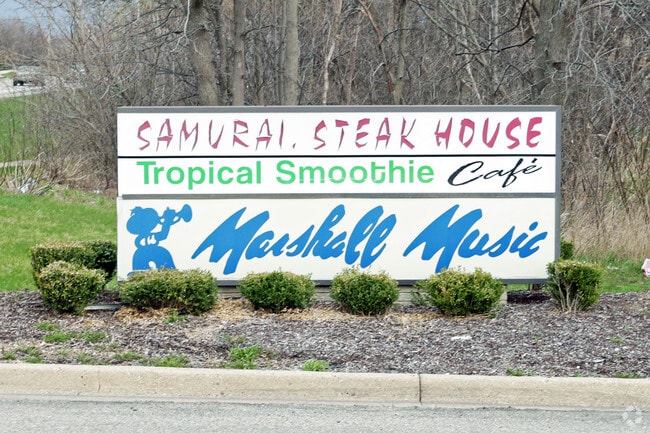 SAMURAI. STEAK HOUSE
Tropical Smoothie Café
Marshall Music